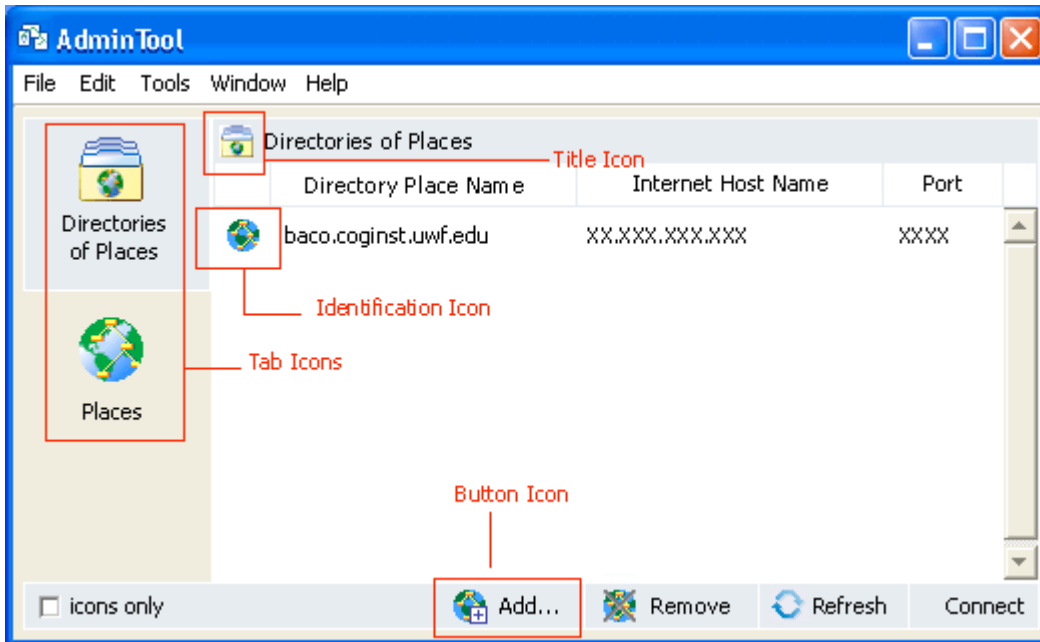 AdminTool
File Edit Tools Window Help
Directories of Places
Title Icon
Directory Place Name Internet Host Name Port
Directories
of Places
baco.coginst.uwf.edu XX.XXX.XXX.XXX XXXX
Identification Icon
Tab Icons
Places
Button Icon
icons only Add... Remove Refresh Connect